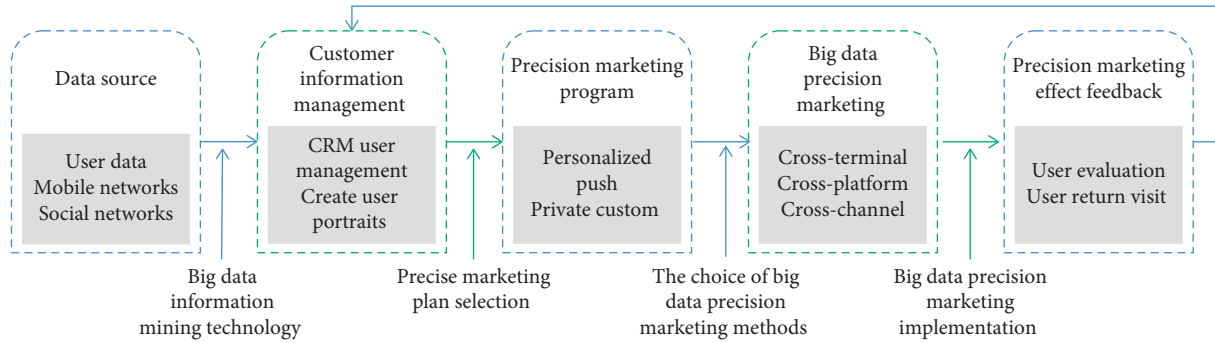 Data source
User data
Mobile networks
Social networks
Customer
information
management
CRM user
management
Create user
portraits
Precision marketing
program
Personalized
push
Private custom
Big data
precision
marketing
Cross-terminal
Cross-platform
Cross-channel
Precision marketing
effect feedback
User evaluation
User return visit
Big data
information
mining technology
Precise marketing
plan selection
The choice of big
data precision
marketing methods
Big data precision
marketing
implementation